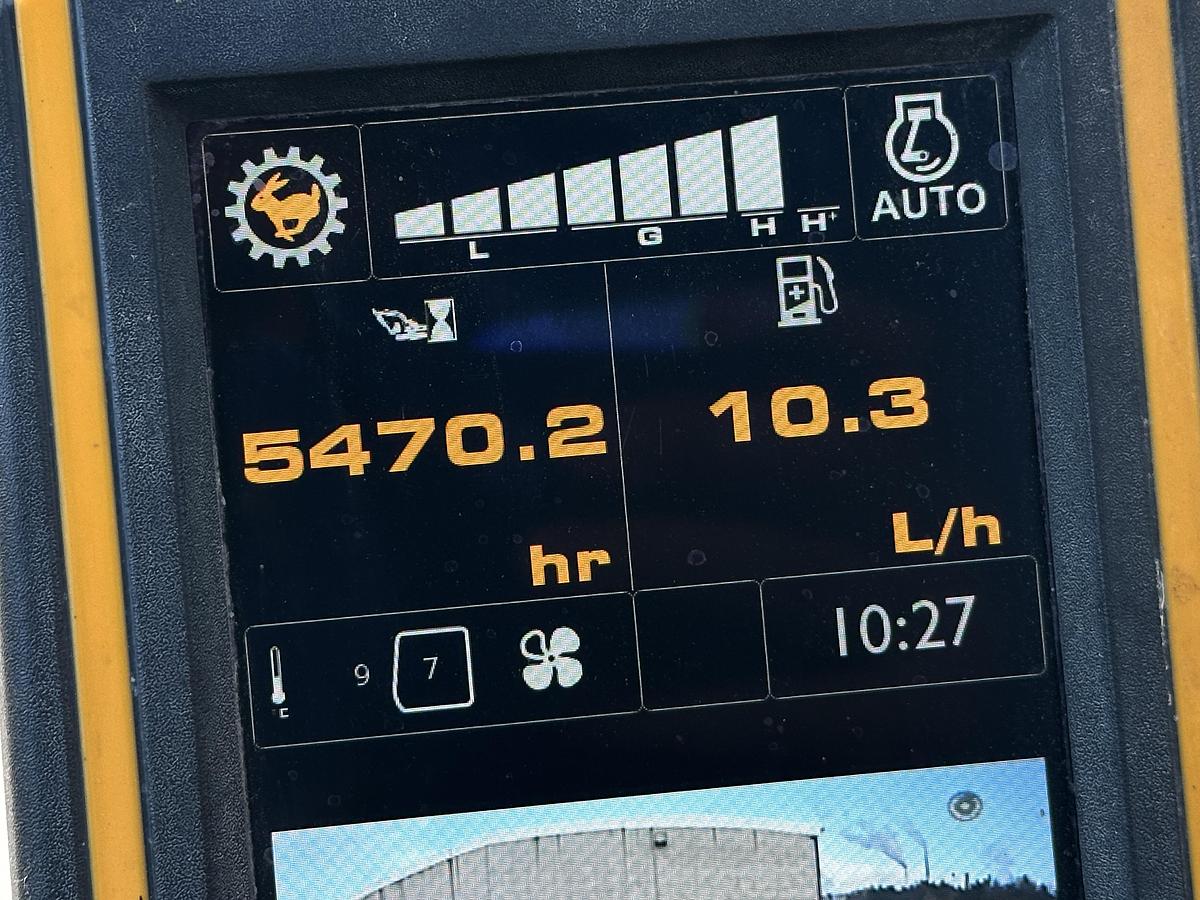 AUTO
L G H H+
5470.2 10.3
hr L/h
9 7 10:27
°C